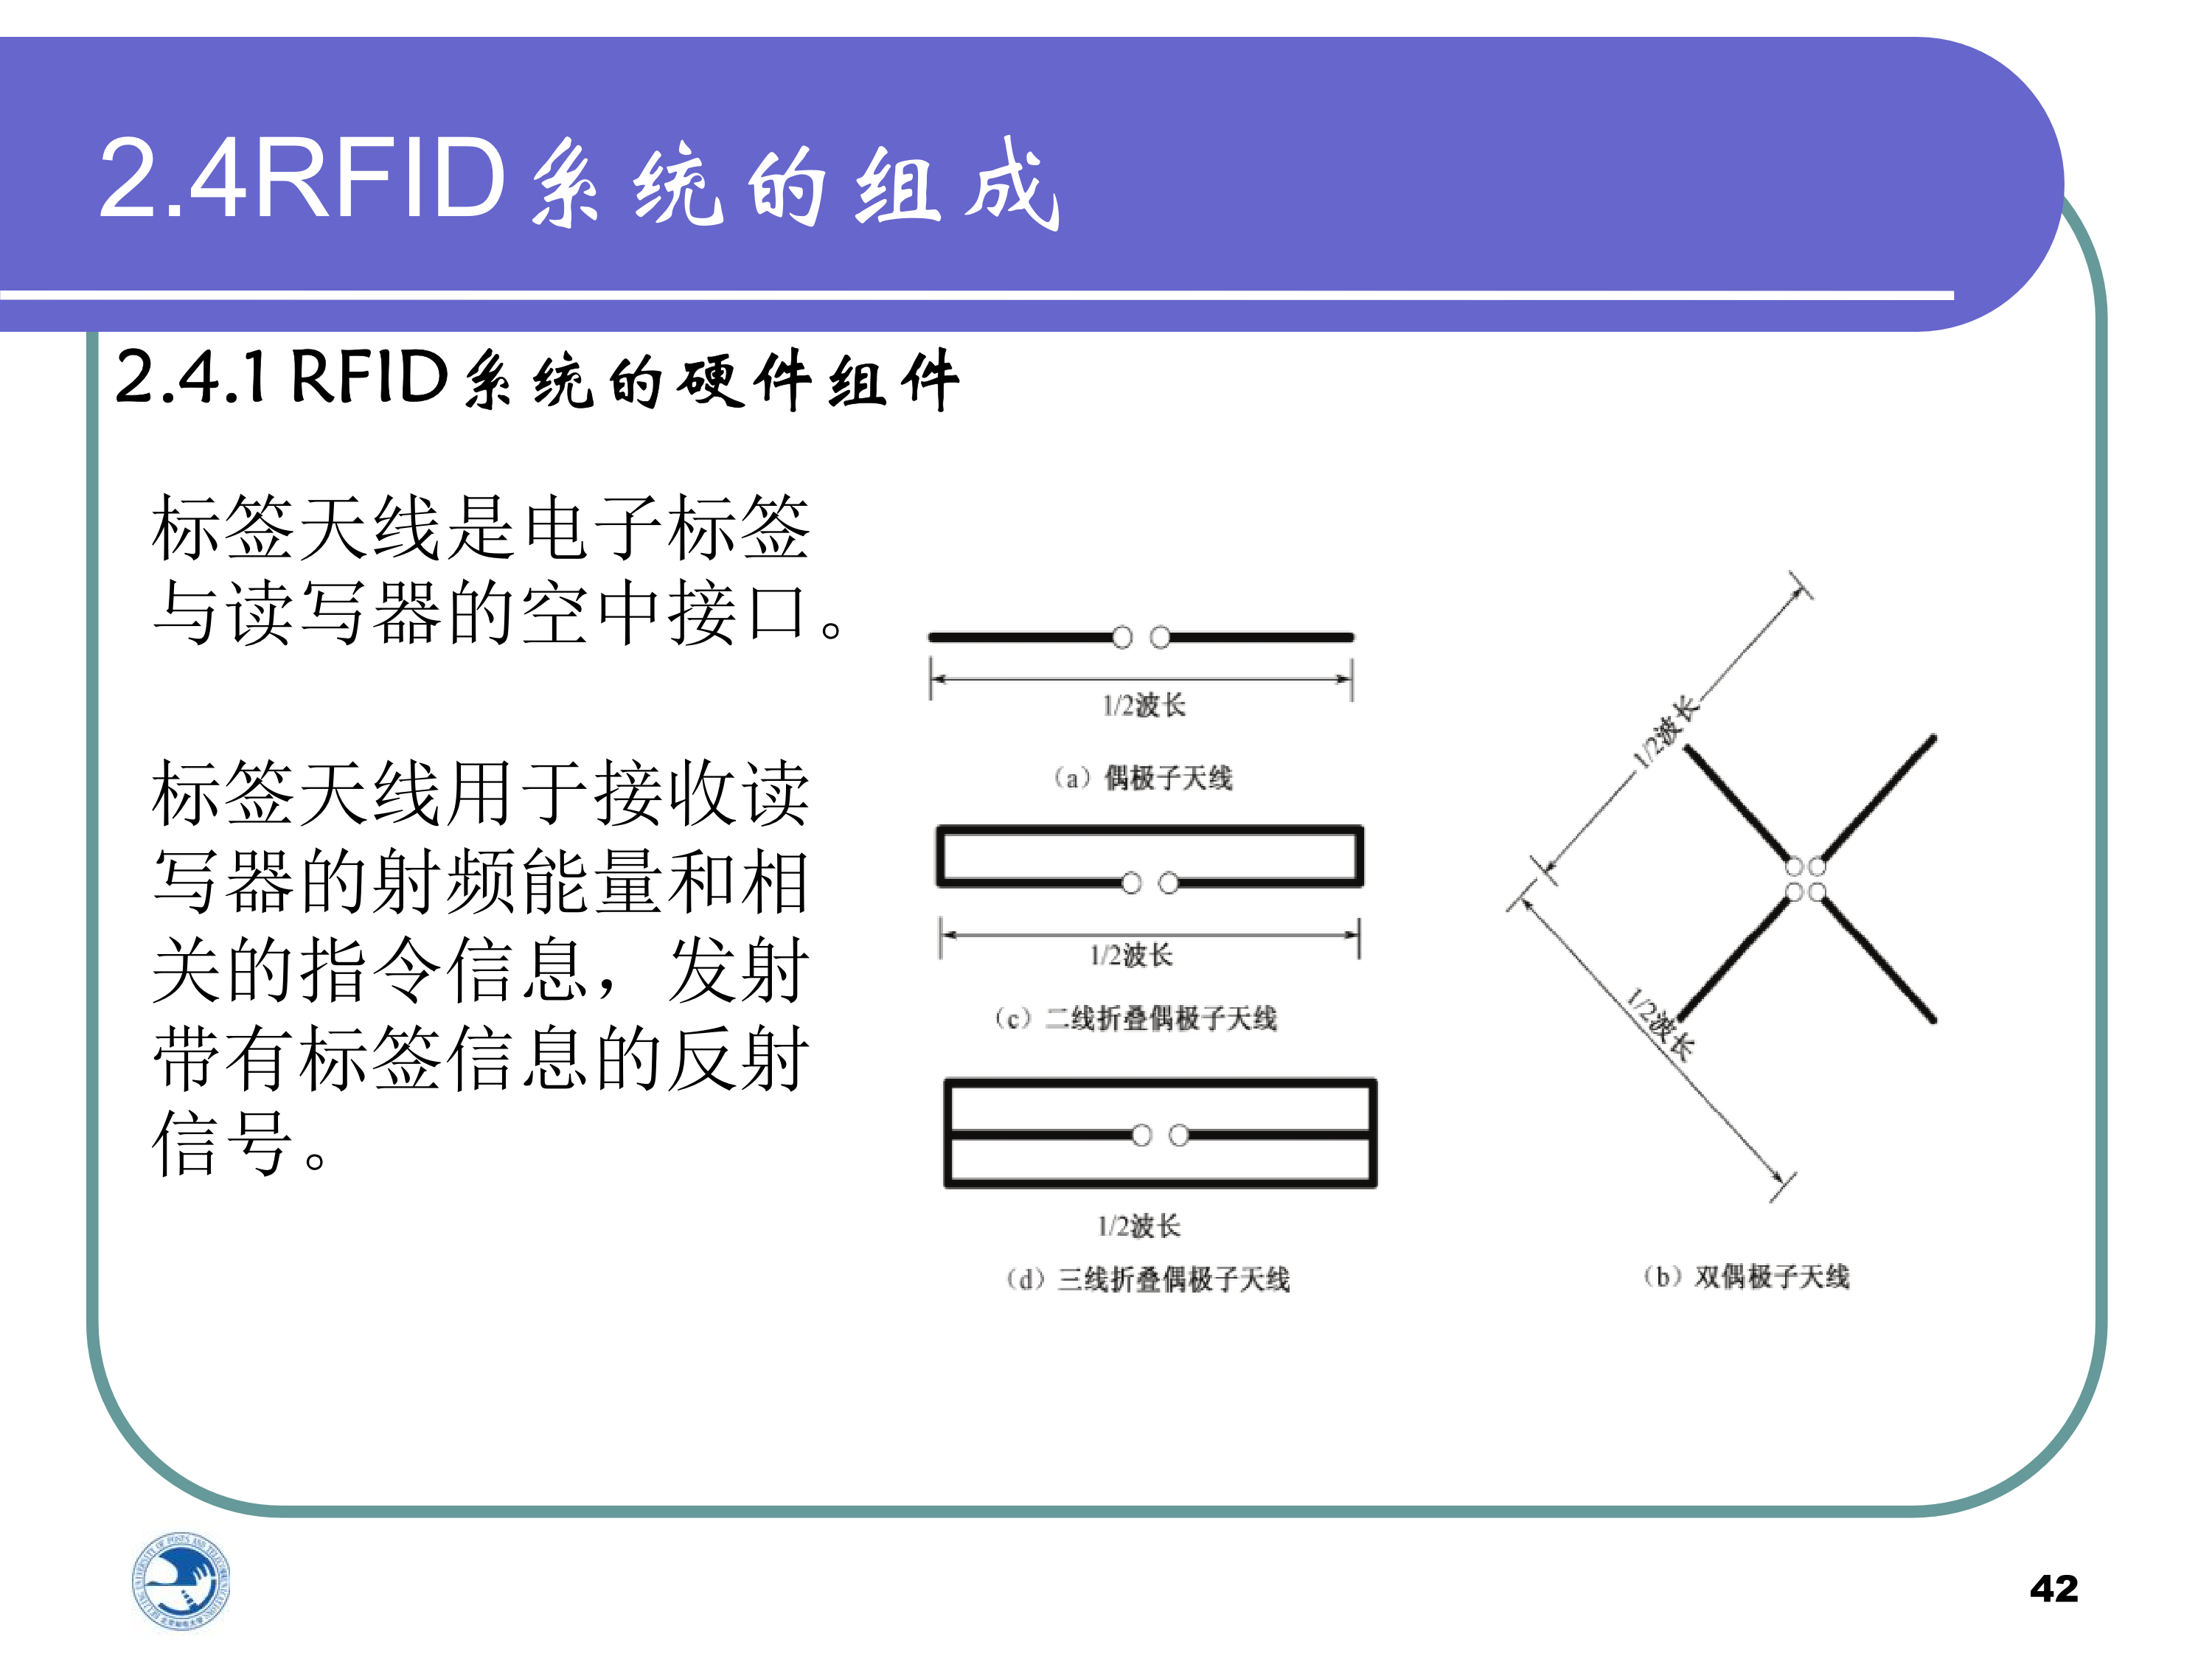 2.4RFID系统的组成
2.4.1 RFID系统的硬件组件
标签天线是电子标签
与读写器的空中接口。
标签天线用于接收读
写器的射频能量和相
关的指令信息，发射
带有标签信息的反射
信号。
1/2波长
（a）偶极子天线
1/2波长
（c）二线折叠偶极子天线
1/2波长
（d）三线折叠偶极子天线
1/2波长
1/2波长
（b）双偶极子天线
42